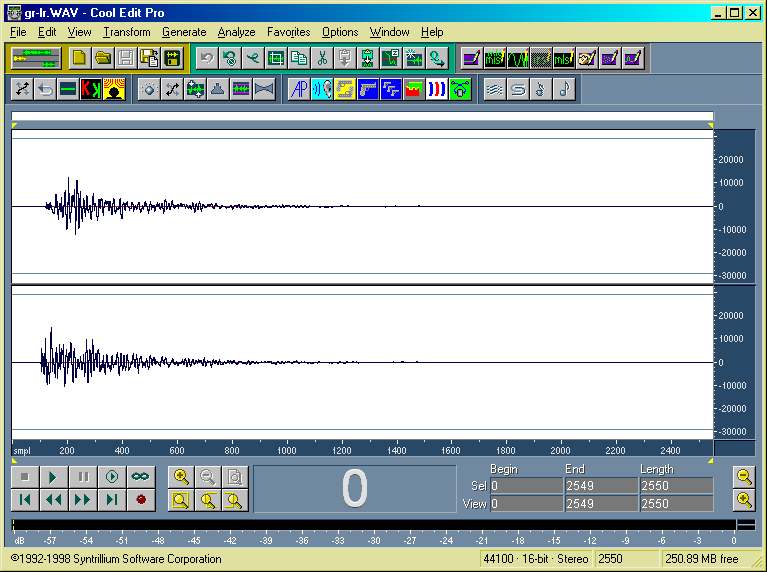 gr-lr.WAV - Cool Edit Pro
File Edit View Transform Generate Analyze Favorites Options Window Help
20000
10000
0
-10000
-20000
-30000
20000
10000
0
-10000
-20000
-30000
smpl 200 400 600 800 1000 1200 1400 1600 1800 2000 2200 2400
0
Begin End Length
Sel 0 2549 2550
View 0 2549 2550
dB -57 -54 -51 -48 -45 -42 -39 -36 -33 -30 -27 -24 -21 -18 -15 -12 -9 -6 -3 0
©1992-1998 Syntrillium Software Corporation 44100 · 16-bit · Stereo 2550 250.89 MB free